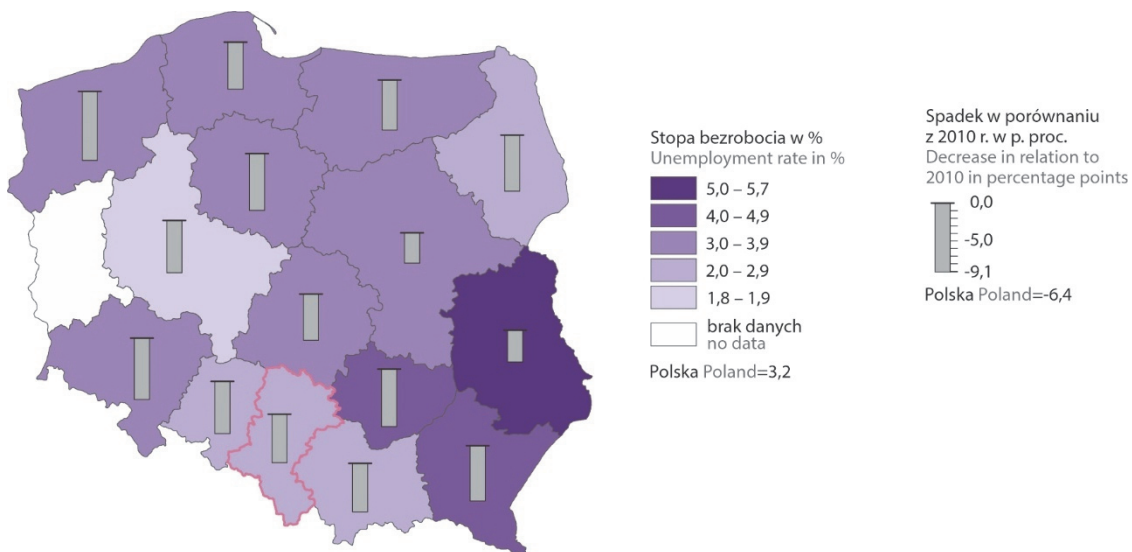 Stopa bezrobocia w %
Unemployment rate in %
5,0 – 5,7
4,0 – 4,9
3,0 – 3,9
2,0 – 2,9
1,8 – 1,9
brak danych
no data
Polska Poland=3,2
Spadek w porównaniu
z 2010 r. w p. proc.
Decrease in relation to
2010 in percentage points
0,0
-5,0
-9,1
Polska Poland=-6,4